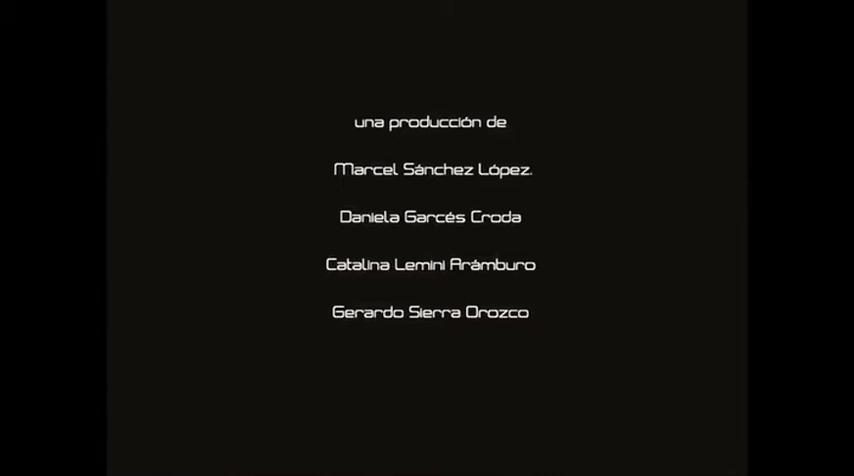 una producción de
Marcel Sánchez López.
Daniela Garcés Croda
Catalina Lemini Arámburo
Gerardo Sierra Orozco